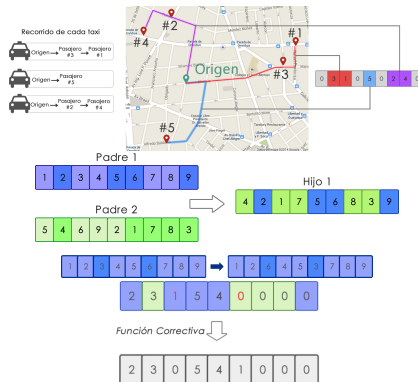 Recorrido de cada taxi
Origen → Pasajero #3 → Pasajero #1
Origen → Pasajero #5
Origen → Pasajero #2 → Pasajero #4
#2
#4
#1
#3
Origen
#5
0 3 1 0 5 0 2 4 0
Padre 1
1 2 3 4 5 6 7 8 9
Hijo 1
4 2 1 7 5 6 8 3 9
Padre 2
5 4 6 9 2 1 7 8 3
1 2 3 4 5 6 7 8 9 1 2 6 4 5 3 7 8 9
2 3 1 5 4 0 0 0 0
Función Correctiva
2 3 0 5 4 1 0 0 0